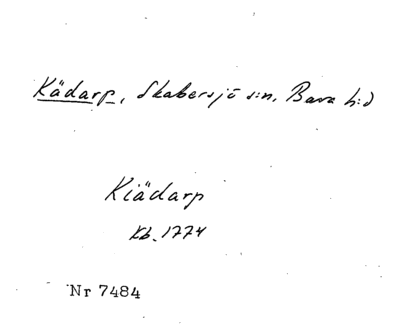 Kädarp, Skabersjö s:n, Bara h:d
Kiädarp
Kb. 1774
Nr 7484